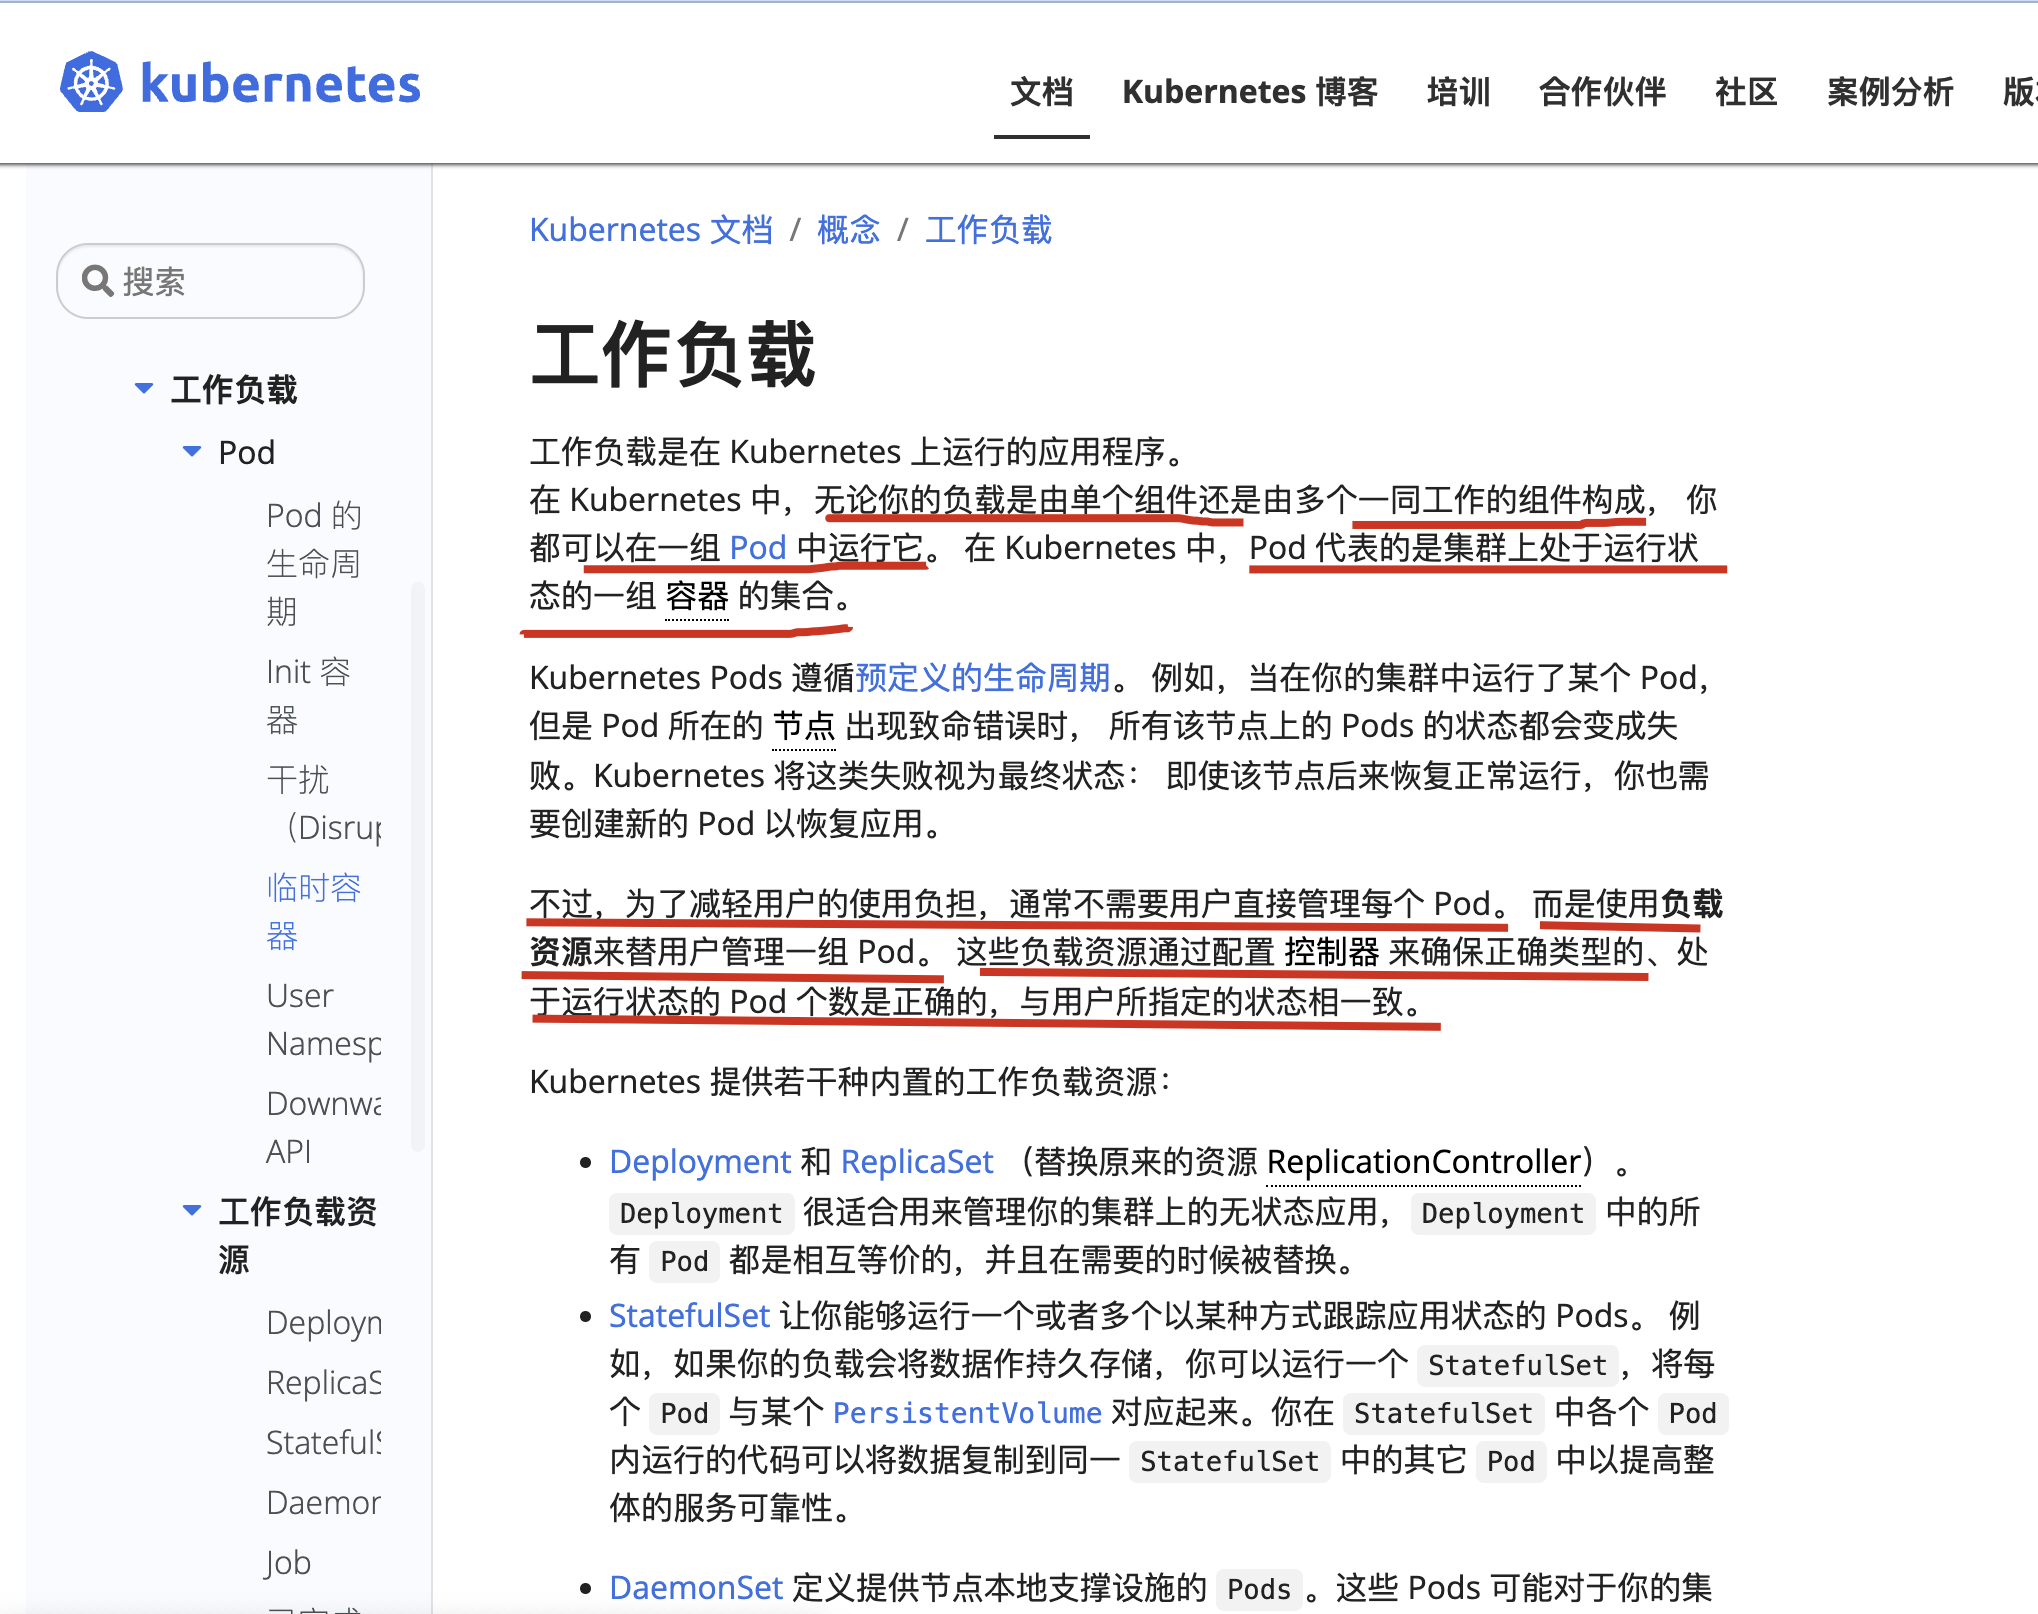 kubernetes
文档 Kubernetes 博客 培训 合作伙伴 社区 案例分析
搜索
工作负载
Pod
Pod 的
生命周
期
Init 容
器
干扰
（Disrup
临时容
器
User
Namesp
Downwa
API
工作负载资
源
Deploym
ReplicaS
StatefulS
Daemon
Job
Kubernetes 文档 / 概念 / 工作负载
工作负载
工作负载是在 Kubernetes 上运行的应用程序。
在 Kubernetes 中，无论你的负载是由单个组件还是由多个一同工作的组件构成， 你
都可以在一组 Pod 中运行它。 在 Kubernetes 中，Pod 代表的是集群上处于运行状
态的一组 容器 的集合。
Kubernetes Pods 遵循预定义的生命周期。 例如，当在你的集群中运行了某个 Pod，
但是 Pod 所在的 节点 出现致命错误时， 所有该节点上的 Pods 的状态都会变成失
败。Kubernetes 将这类失败视为最终状态： 即使该节点后来恢复正常运行，你也需
要创建新的 Pod 以恢复应用。
不过，为了减轻用户的使用负担，通常不需要用户直接管理每个 Pod。 而是使用负载
资源来替用户管理一组 Pod。 这些负载资源通过配置 控制器 来确保正确类型的、处
于运行状态的 Pod 个数是正确的，与用户所指定的状态相一致。
Kubernetes 提供若干种内置的工作负载资源：
Deployment 和 ReplicaSet （替换原来的资源 ReplicationController）。
Deployment 很适合用来管理你的集群上的无状态应用，Deployment 中的所
有 Pod 都是相互等价的，并且在需要的时候被替换。
StatefulSet 让你能够运行一个或者多个以某种方式跟踪应用状态的 Pods。 例
如，如果你的负载会将数据作持久存储，你可以运行一个 StatefulSet，将每
个 Pod 与某个 PersistentVolume 对应起来。你在 StatefulSet 中各个 Pod
内运行的代码可以将数据复制到同一 StatefulSet 中的其它 Pod 中以提高整
体的服务可靠性。
DaemonSet 定义提供节点本地支撑设施的 Pods 。这些 Pods 可能对于你的集